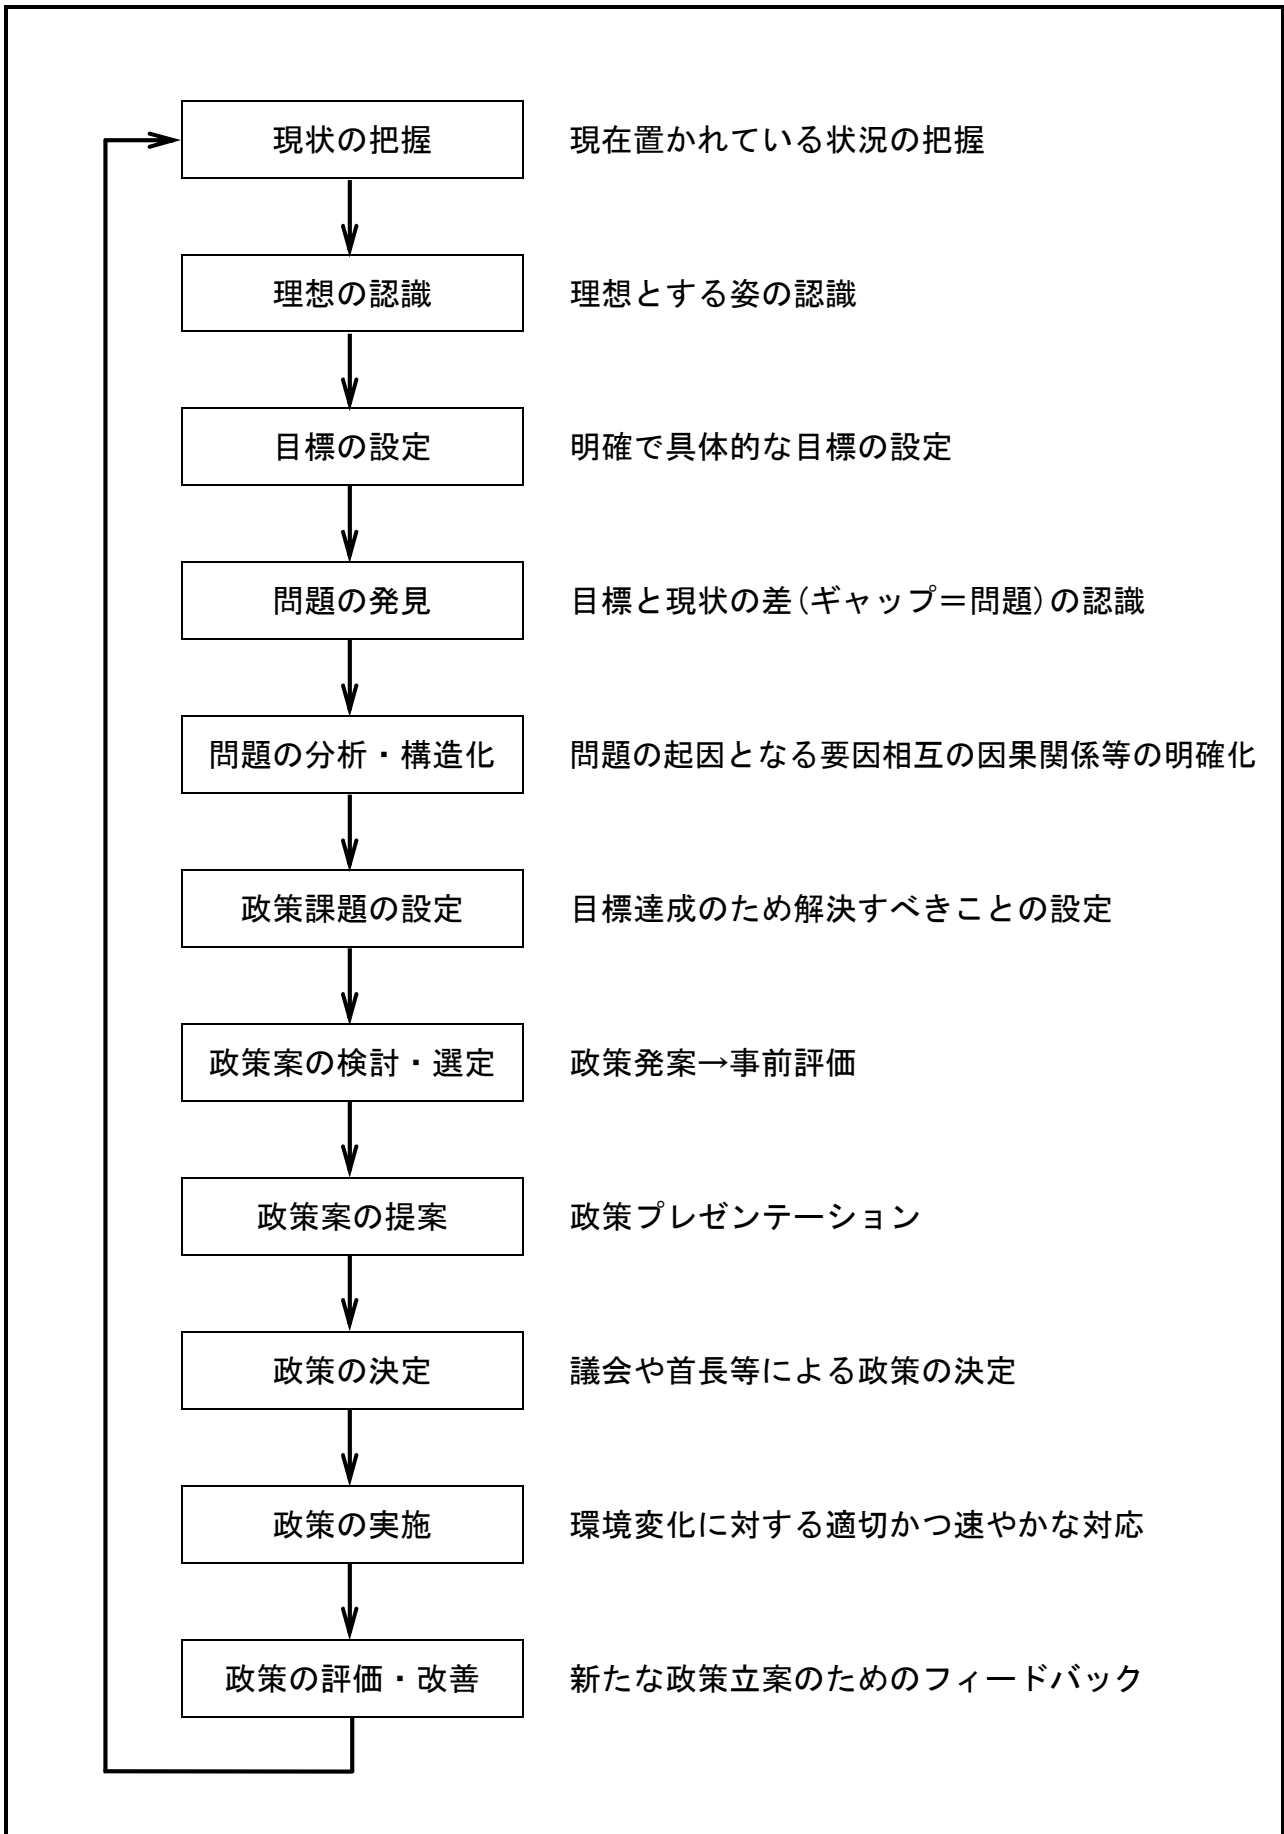 現状の把握 現在置かれている状況の把握
理想の認識 理想とする姿の認識
目標の設定 明確で具体的な目標の設定
問題の発見 目標と現状の差(ギャップ＝問題)の認識
問題の分析・構造化 問題の起因となる要因相互の因果関係等の明確化
政策課題の設定 目標達成のため解決すべきことの設定
政策案の検討・選定 政策発案→事前評価
政策案の提案 政策プレゼンテーション
政策の決定 議会や首長等による政策の決定
政策の実施 環境変化に対する適切かつ速やかな対応
政策の評価・改善 新たな政策立案のためのフィードバック